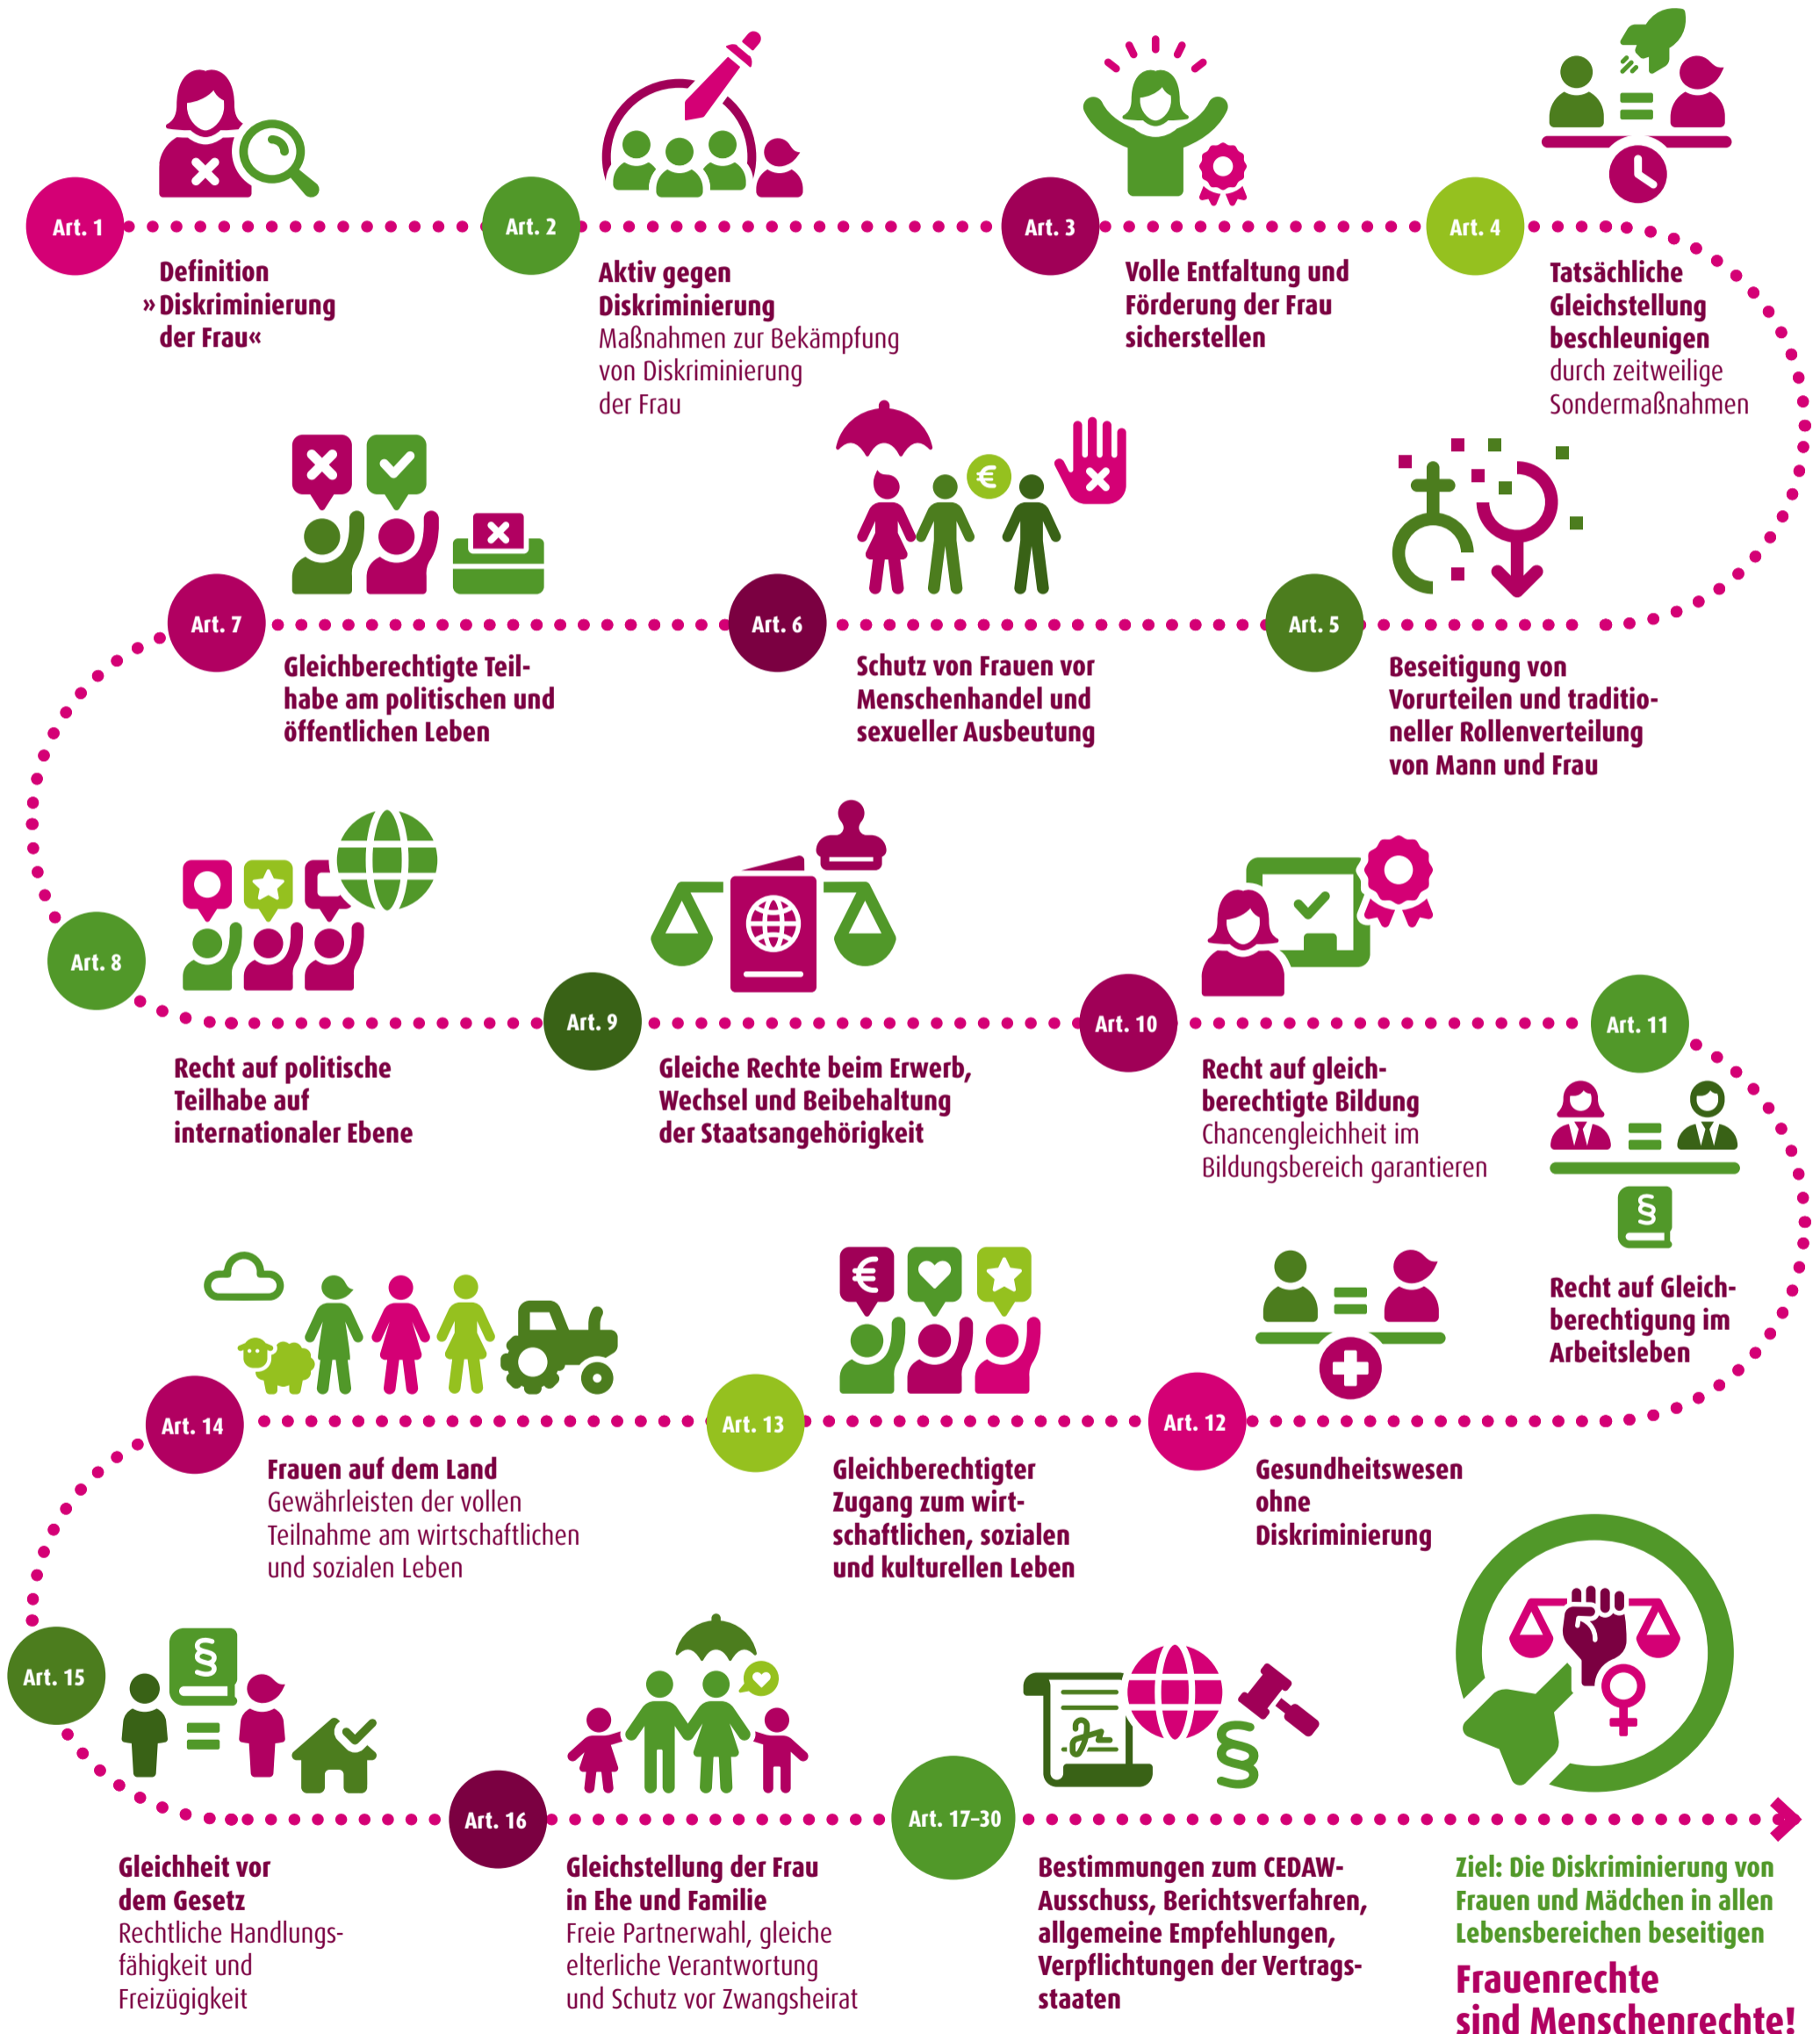 Art. 1
Definition
»Diskriminierung
der Frau«
Art. 2
Aktiv gegen
Diskriminierung
Maßnahmen zur Bekämpfung
von Diskriminierung
der Frau
Art. 3
Volle Entfaltung und
Förderung der Frau
sicherstellen
Art. 4
Tatsächliche
Gleichstellung
beschleunigen
durch zeitweilige
Sondermaßnahmen
Art. 5
Beseitigung von
Vorurteilen und traditio-
neller Rollenverteilung
von Mann und Frau
€
Art. 6
Schutz von Frauen vor
Menschenhandel und
sexueller Ausbeutung
Art. 7
Gleichberechtigte Teil-
habe am politischen und
öffentlichen Leben
Art. 8
Recht auf politische
Teilhabe auf
internationaler Ebene
Art. 9
Gleiche Rechte beim Erwerb,
Wechsel und Beibehaltung
der Staatsangehörigkeit
Art. 10
Recht auf gleich-
berechtigte Bildung
Chancengleichheit im
Bildungsbereich garantieren
Art. 11
§
Recht auf Gleich-
berechtigung im
Arbeitsleben
Art. 12
Gesundheitswesen
ohne
Diskriminierung
€
Art. 13
Gleichberechtigter
Zugang zum wirt-
schaftlichen, sozialen
und kulturellen Leben
Art. 14
Frauen auf dem Land
Gewährleisten der vollen
Teilnahme am wirtschaftlichen
und sozialen Leben
Art. 15
§
Gleichheit vor
dem Gesetz
Rechtliche Handlungs-
fähigkeit und
Freizügigkeit
Art. 16
Gleichstellung der Frau
in Ehe und Familie
Freie Partnerwahl, gleiche
elterliche Verantwortung
und Schutz vor Zwangsheirat
Art. 17–30
§
Bestimmungen zum CEDAW-
Ausschuss, Berichtsverfahren,
allgemeine Empfehlungen,
Verpflichtungen der Vertrags-
staaten
Ziel: Die Diskriminierung von
Frauen und Mädchen in allen
Lebensbereichen beseitigen
Frauenrechte
sind Menschenrechte!